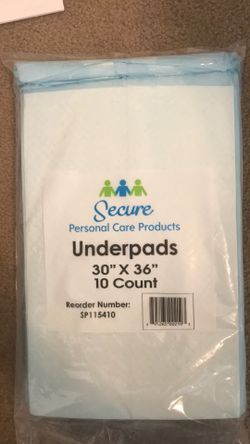 Secure
Personal Care Products
Underpads
30" X 36"
10 Count
Reorder Number:
SP115410